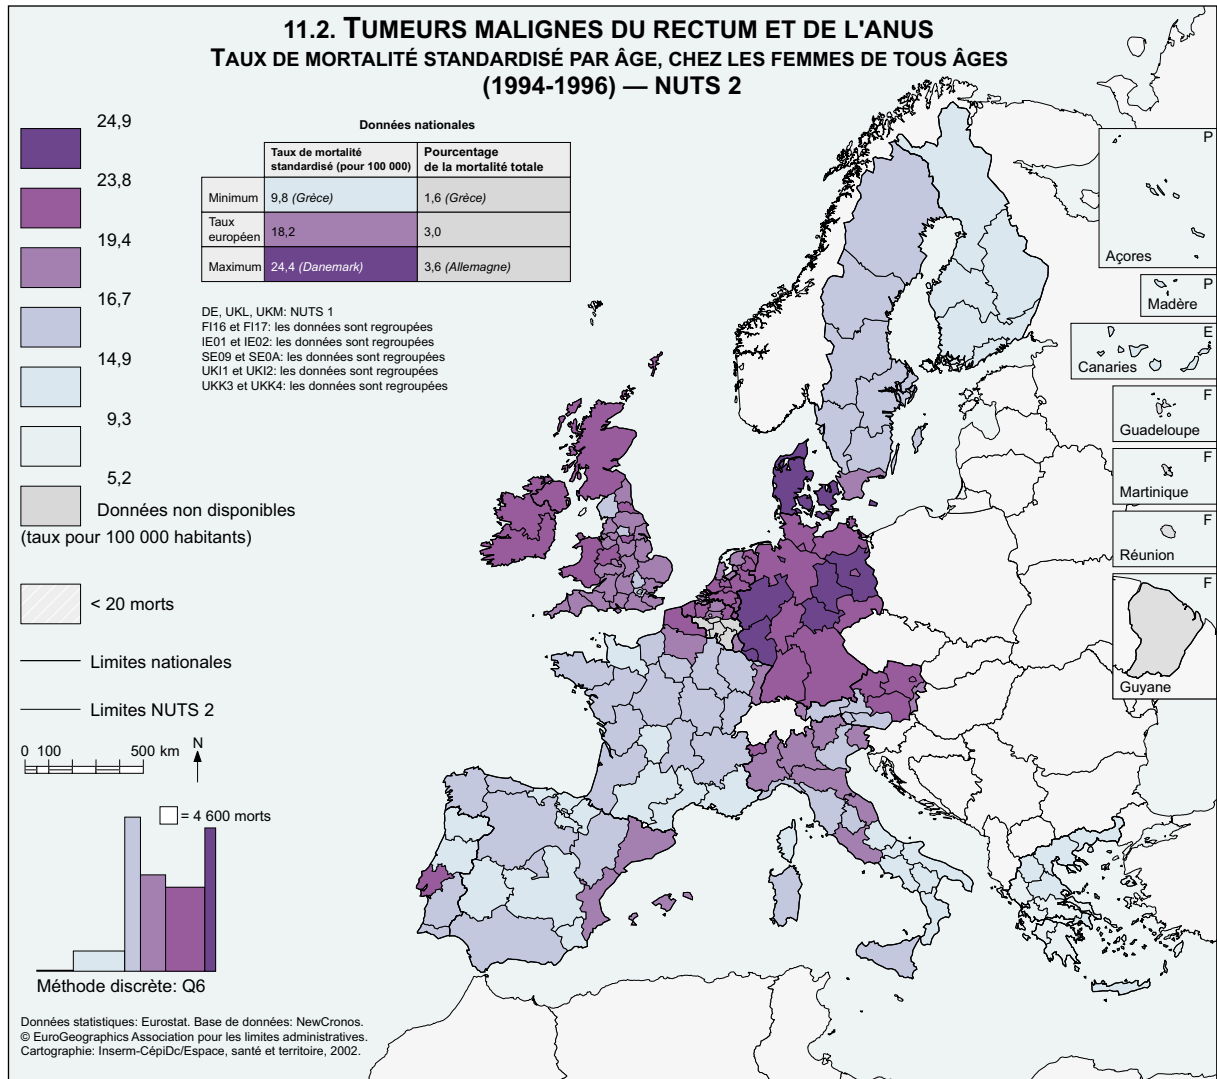 11.2. TUMEURS MALIGNES DU RECTUM ET DE L'ANUS
TAUX DE MORTALITÉ STANDARDISÉ PAR ÂGE, CHEZ LES FEMMES DE TOUS ÂGES
(1994-1996) — NUTS 2
24,9
23,8
19,4
16,7
14,9
9,3
5,2
Données non disponibles
(taux pour 100 000 habitants)
< 20 morts
Limites nationales
Limites NUTS 2
0 100 500 km
N
= 4 600 morts
Méthode discrète: Q6
Données statistiques: Eurostat. Base de données: NewCronos.
© EuroGeographics Association pour les limites administratives.
Cartographie: Inserm-CépiDc/Espace, santé et territoire, 2002.
Données nationales
Taux de mortalité
standardisé (pour 100 000)
Pourcentage
de la mortalité totale
Minimum
9,8 (Grèce)
1,6 (Grèce)
Taux
européen
18,2
3,0
Maximum
24,4 (Danemark)
3,6 (Allemagne)
DE, UKL, UKM: NUTS 1
FI16 et FI17: les données sont regroupées
IE01 et IE02: les données sont regroupées
SE09 et SE0A: les données sont regroupées
UKI1 et UKI2: les données sont regroupées
UKK3 et UKK4: les données sont regroupées
P
Açores
P
Madère
E
Canaries
F
Guadeloupe
F
Martinique
F
Réunion
F
Guyane